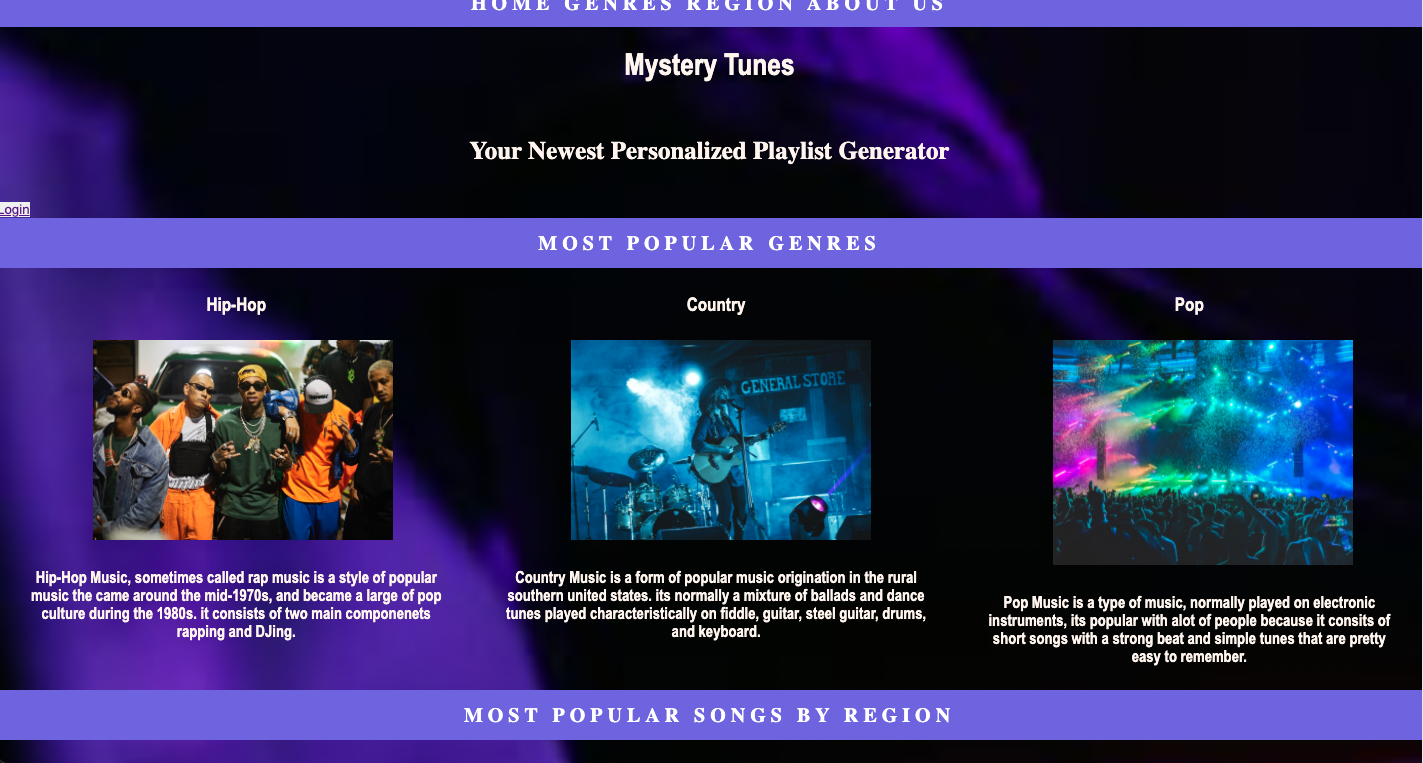 HOME GENRES REGION ABOUT US
Mystery Tunes
Your Newest Personalized Playlist Generator
Login
MOST POPULAR GENRES
Hip-Hop
Country
Pop
GENERAL STORE
Hip-Hop Music, sometimes called rap music is a style of popular
music the came around the mid-1970s, and became a large of pop
culture during the 1980s. it consists of two main componenets
rapping and DJing.
Country Music is a form of popular music origination in the rural
southern united states. its normally a mixture of ballads and dance
tunes played characteristically on fiddle, guitar, steel guitar, drums,
and keyboard.
Pop Music is a type of music, normally played on electronic
instruments, its popular with alot of people because it consits of
short songs with a strong beat and simple tunes that are pretty
easy to remember.
MOST POPULAR SONGS BY REGION